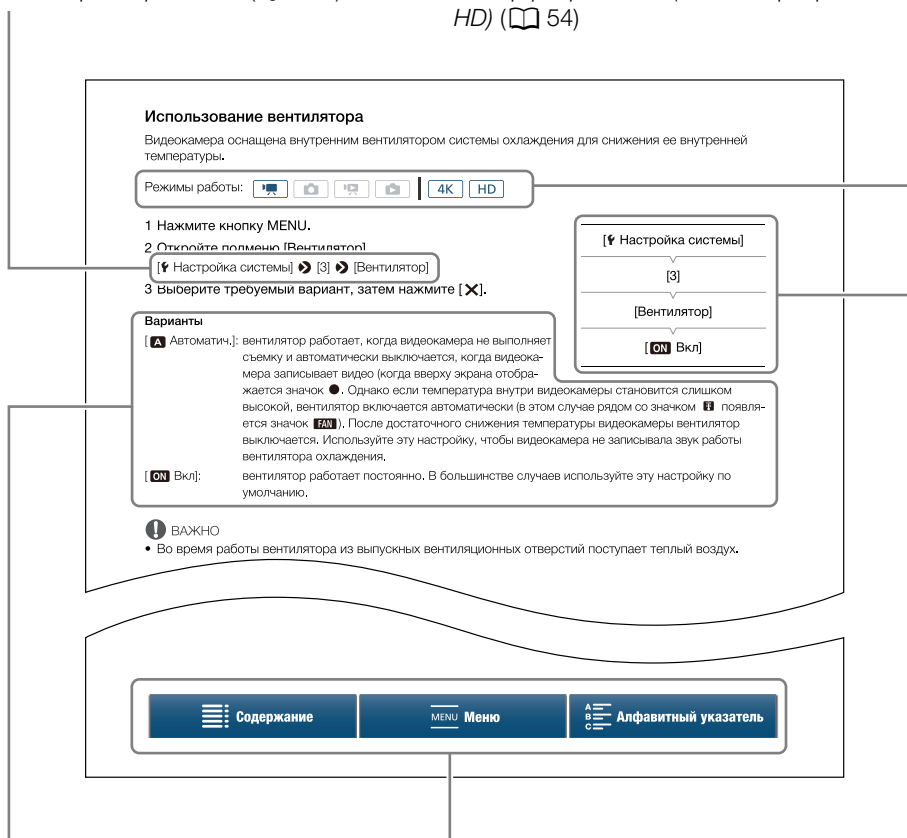 HD) (54)
Использование вентилятора
Видеокамера оснащена внутренним вентилятором системы охлаждения для снижения ее внутренней
температуры.
Режимы работы: 4K HD
1 Нажмите кнопку MENU.
2 Откройте подменю [Вентилятор]
[Настройка системы] [3] [Вентилятор]
3 Выберите требуемый вариант, затем нажмите [X].
[Настройка системы]
[3]
[Вентилятор]
[ON Вкл]
Варианты
[A Автоматич.]: вентилятор работает, когда видеокамера не выполняет
съемку и автоматически выключается, когда видеока-
мера записывает видео (когда вверху экрана отобра-
жается значок ●. Однако если температура внутри видеокамеры становится слишком
высокой, вентилятор включается автоматически (в этом случае рядом со значком появля-
ется значок FAN). После достаточного снижения температуры видеокамеры вентилятор
выключается. Используйте эту настройку, чтобы видеокамера не записывала звук работы
вентилятора охлаждения.
[ON Вкл]: вентилятор работает постоянно. В большинстве случаев используйте эту настройку по
умолчанию.
ВАЖНО
• Во время работы вентилятора из выпускных вентиляционных отверстий поступает теплый воздух.
Содержание
MENU Меню
A B C Алфавитный указатель